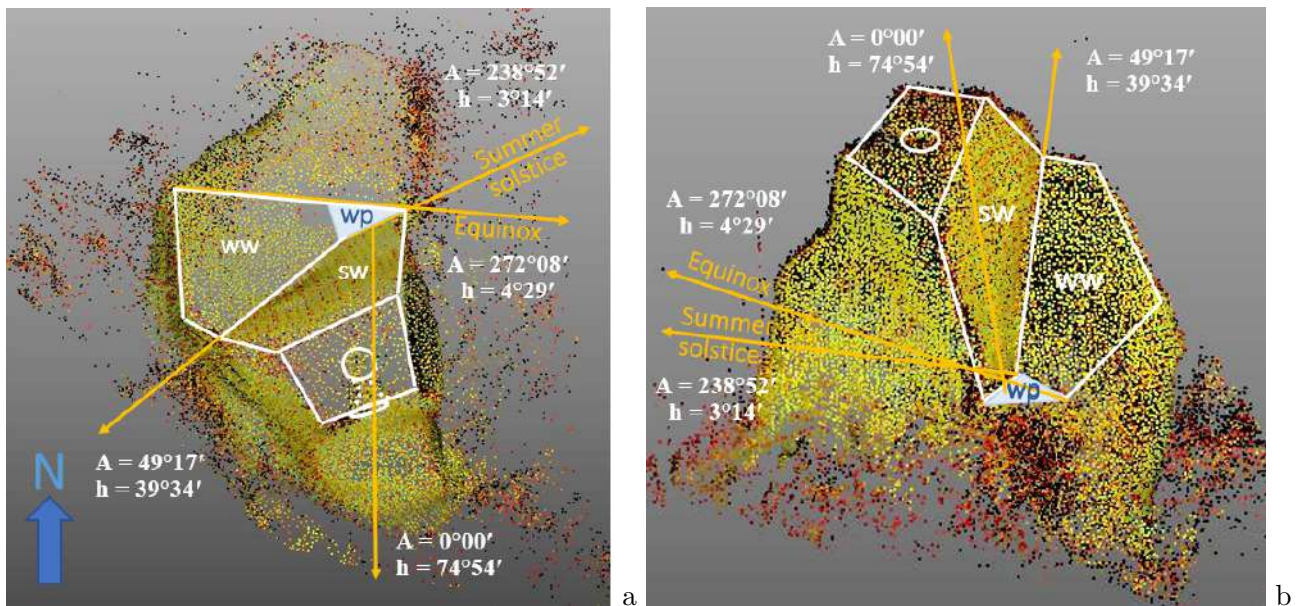 A = 238°52′
h = 3°14′
Summer
solstice
wp
Equinox
ww
sw
A = 272°08′
h = 4°29′
A = 49°17′
h = 39°34′
N
A = 0°00′
h = 74°54′
a
A = 0°00′
h = 74°54′
A = 49°17′
h = 39°34′
A = 272°08′
h = 4°29′
sw
ww
Equinox
Summer
solstice
A = 238°52′
h = 3°14′
wp
b